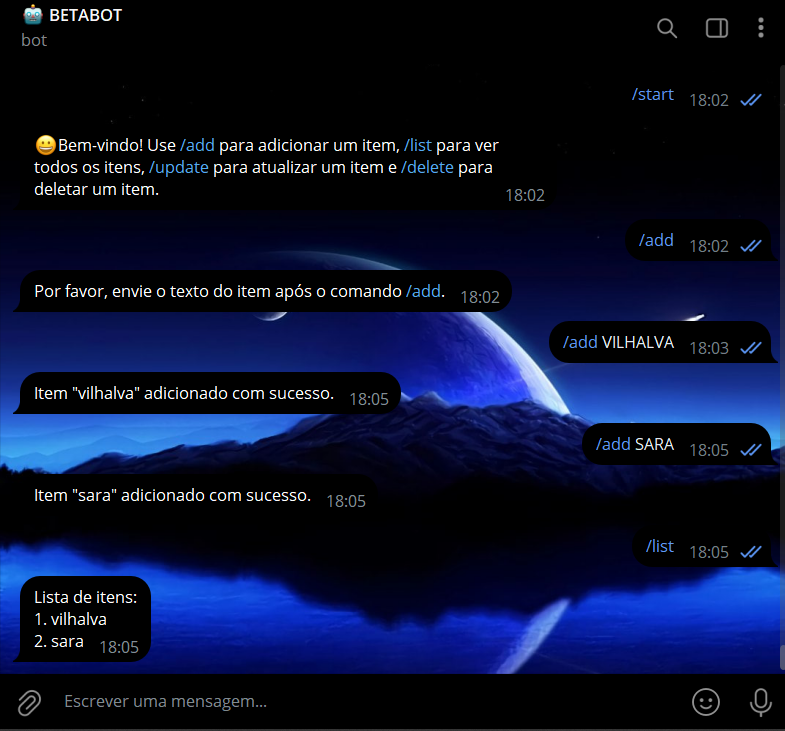 🤖 BETABOT
bot
/start 18:02
😀Bem-vindo! Use /add para adicionar um item, /list para ver
todos os itens, /update para atualizar um item e /delete para
deletar um item. 18:02
/add 18:02
Por favor, envie o texto do item após o comando /add. 18:02
/add VILHALVA 18:03
Item "vilhalva" adicionado com sucesso. 18:05
/add SARA 18:05
Item "sara" adicionado com sucesso. 18:05
/list 18:05
Lista de itens:
1. vilhalva
2. sara 18:05
Escrever uma mensagem...